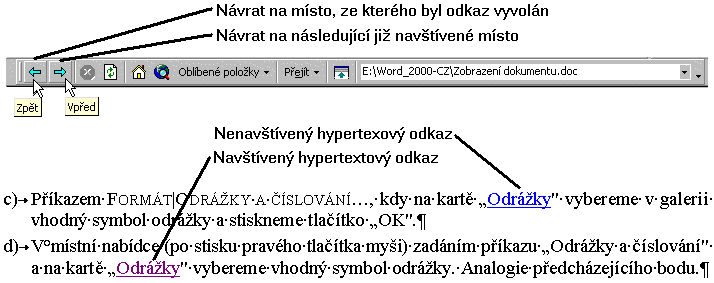 Návrat na místo, ze kterého byl odkaz vyvolán
Návrat na následující již navštívené místo
Oblíbené položky Přejít E:\Word_2000-CZ\Zobrazení dokumentu.doc
Zpět Vpřed
Nenavštívený hypertexový odkaz
Navštívený hypertextový odkaz
c)→Příkazem·FORMÁT|ODRÁŽKY·A·ČÍSLOVÁNÍ…,·kdy·na·kartě·„Odrážky"·vybereme·v·galerii·
vhodný·symbol·odrážky·a·stiskneme·tlačítko·„OK".¶
d)→V°místní·nabídce·(po·stisku·pravého·tlačítka·myši)·zadáním·příkazu·„Odrážky·a·číslování"·
a·na·kartě·„Odrážky"·vybereme·vhodný·symbol·odrážky.·Analogie·předcházejícího·bodu.¶